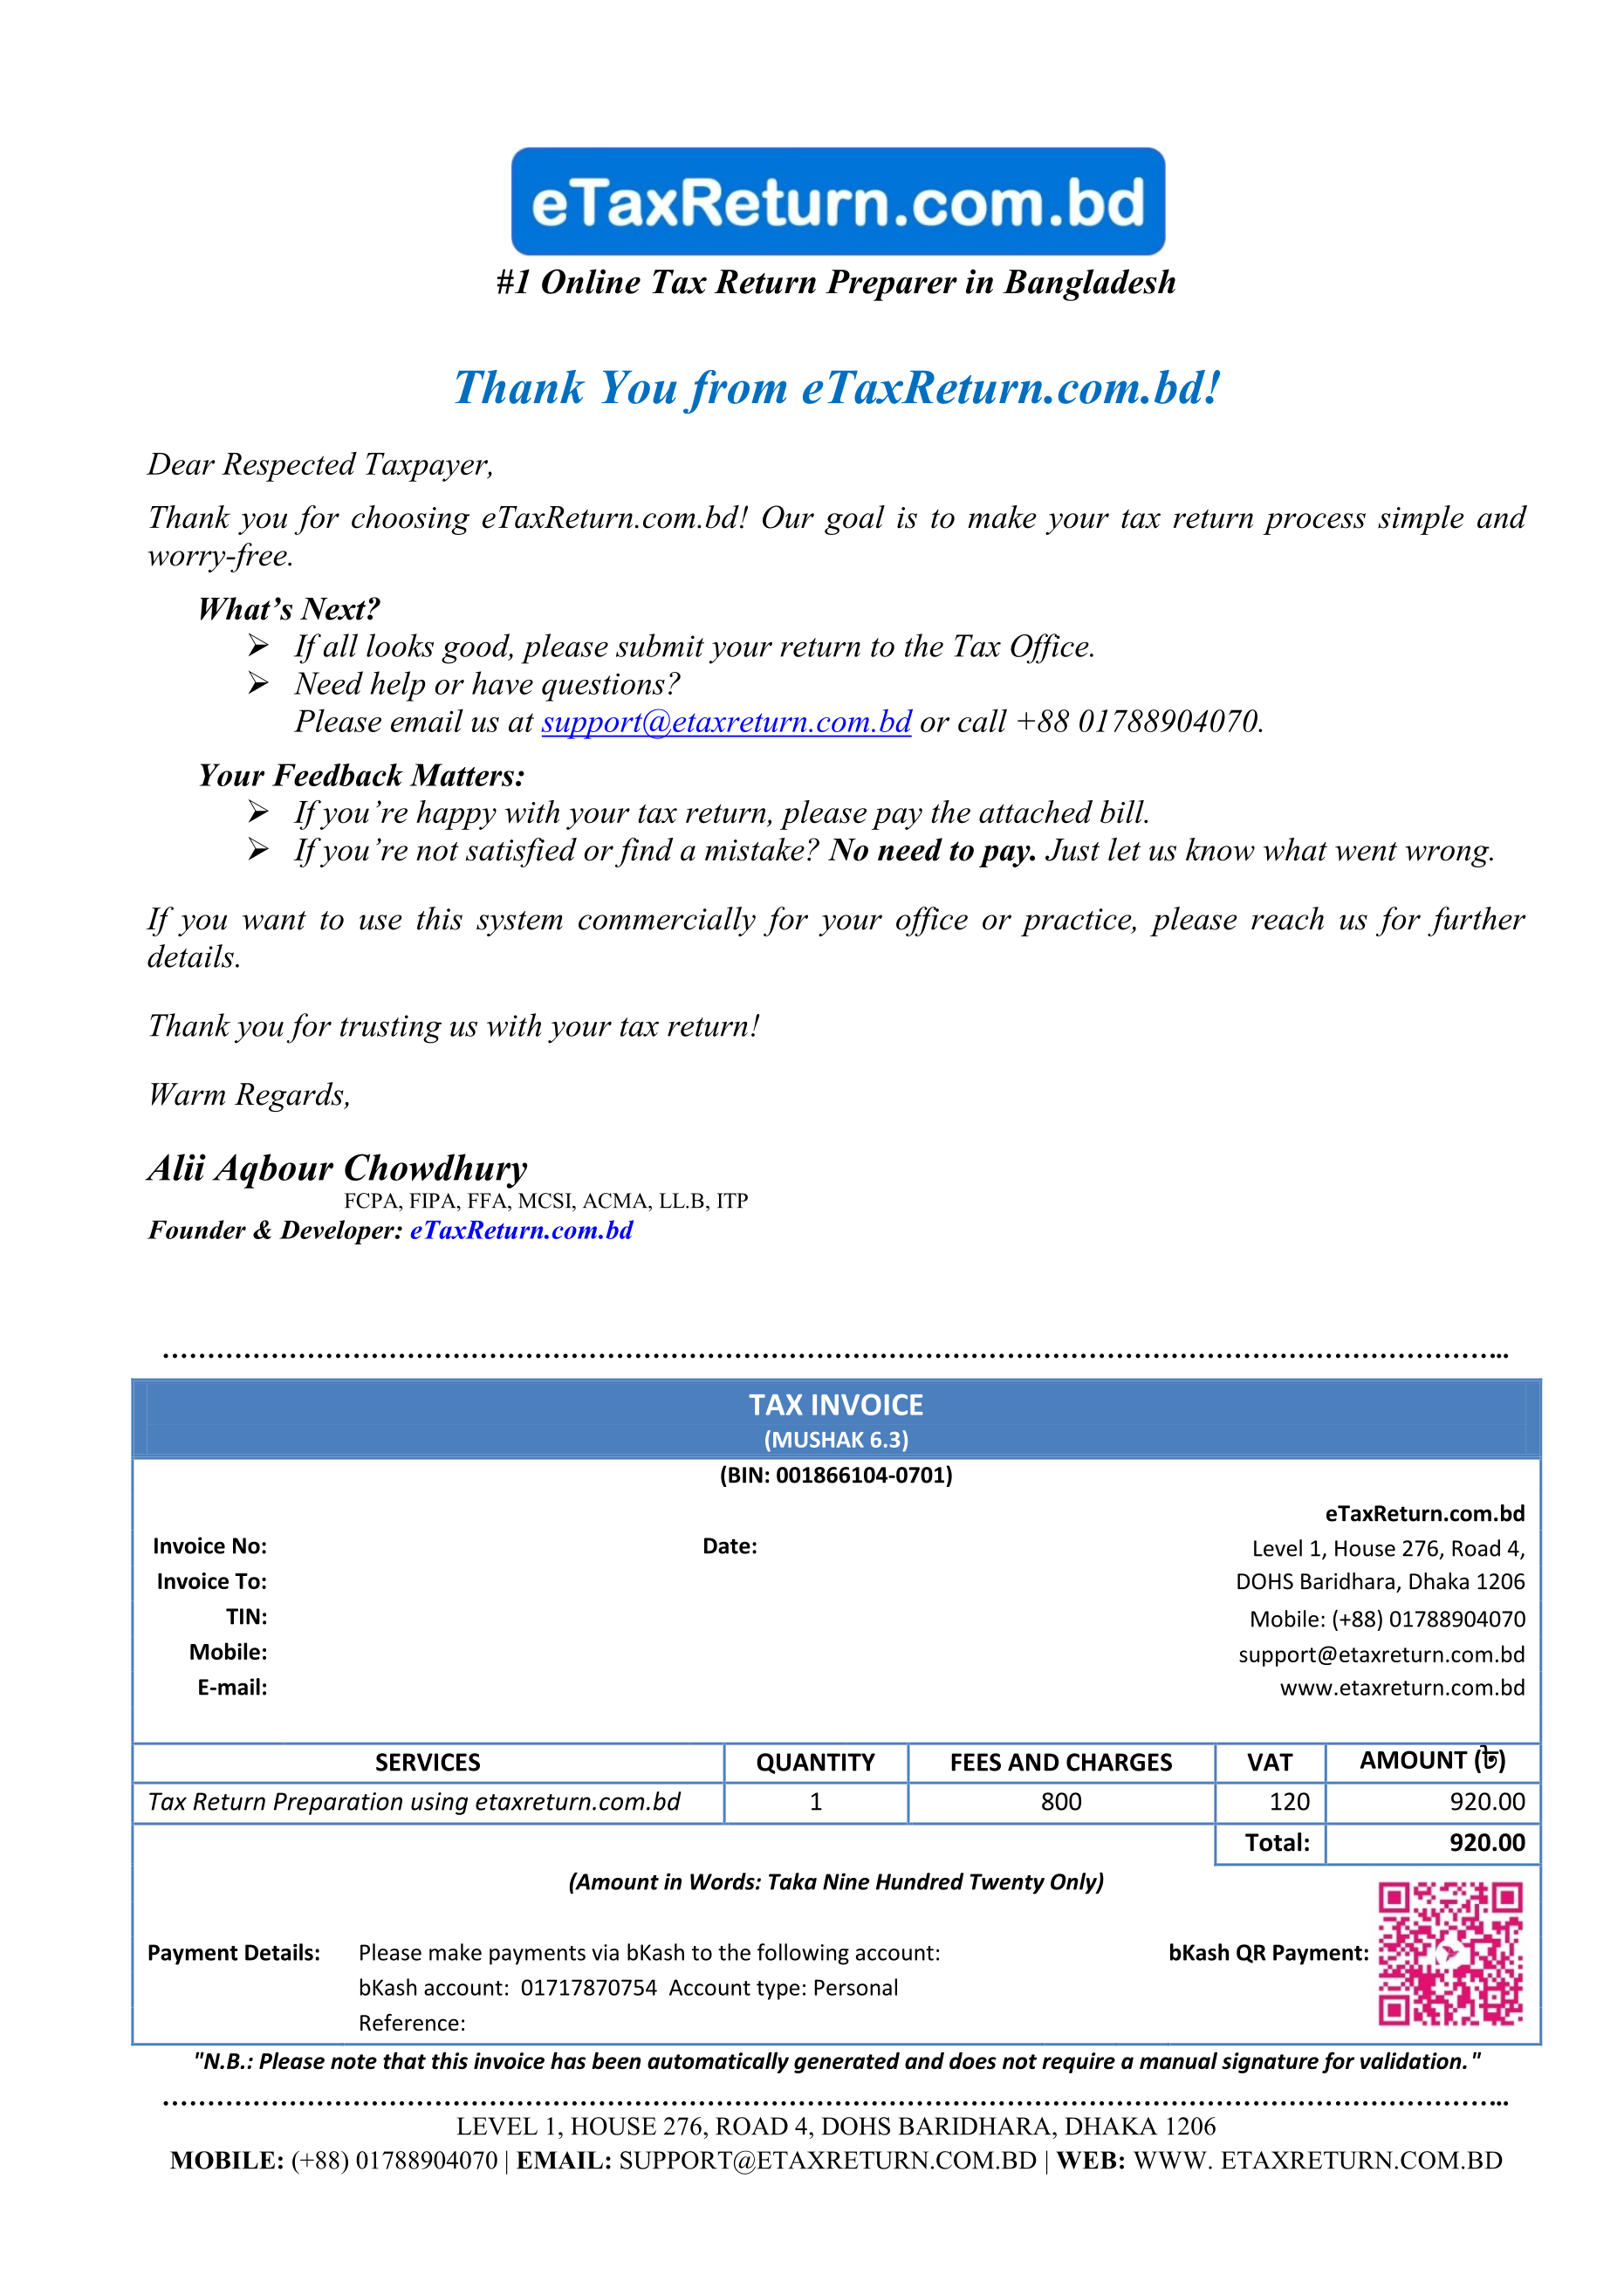 eTaxReturn.com.bd
#1 Online Tax Return Preparer in Bangladesh
Thank You from eTaxReturn.com.bd!
Dear Respected Taxpayer,
Thank you for choosing eTaxReturn.com.bd! Our goal is to make your tax return process simple and
worry-free.
What’s Next?
➢ If all looks good, please submit your return to the Tax Office.
➢ Need help or have questions?
Please email us at support@etaxreturn.com.bd or call +88 01788904070.
Your Feedback Matters:
➢ If you’re happy with your tax return, please pay the attached bill.
➢ If you’re not satisfied or find a mistake? No need to pay. Just let us know what went wrong.
If you want to use this system commercially for your office or practice, please reach us for further
details.
Thank you for trusting us with your tax return!
Warm Regards,
Alii Aqbour Chowdhury
FCPA, FIPA, FFA, MCSI, ACMA, LL.B, ITP
Founder & Developer: eTaxReturn.com.bd
TAX INVOICE
(MUSHAK 6.3)
(BIN: 001866104-0701)
eTaxReturn.com.bd
Invoice No: Date: Level 1, House 276, Road 4,
Invoice To: DOHS Baridhara, Dhaka 1206
TIN: Mobile: (+88) 01788904070
Mobile: support@etaxreturn.com.bd
E-mail: www.etaxreturn.com.bd
SERVICES QUANTITY FEES AND CHARGES VAT AMOUNT (৳)
Tax Return Preparation using etaxreturn.com.bd 1 800 120 920.00
Total: 920.00
(Amount in Words: Taka Nine Hundred Twenty Only)
Payment Details: Please make payments via bKash to the following account: bKash QR Payment:
bKash account: 01717870754 Account type: Personal
Reference:
"N.B.: Please note that this invoice has been automatically generated and does not require a manual signature for validation."
LEVEL 1, HOUSE 276, ROAD 4, DOHS BARIDHARA, DHAKA 1206
MOBILE: (+88) 01788904070 | EMAIL: SUPPORT@ETAXRETURN.COM.BD | WEB: WWW. ETAXRETURN.COM.BD